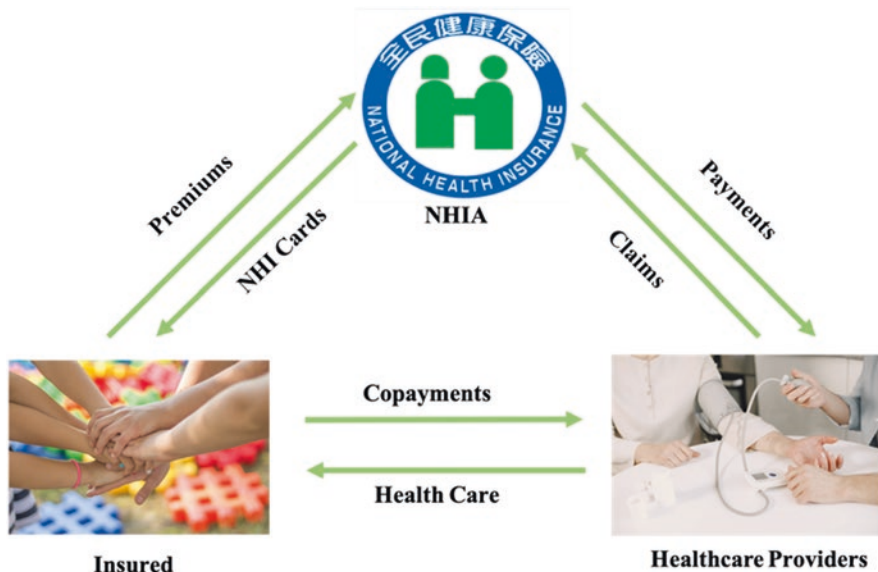 全民健康保險
NATIONAL HEALTH INSURANCE
NHIA
Premiums
NHI Cards
Payments
Claims
Copayments
Health Care
Insured
Healthcare Providers